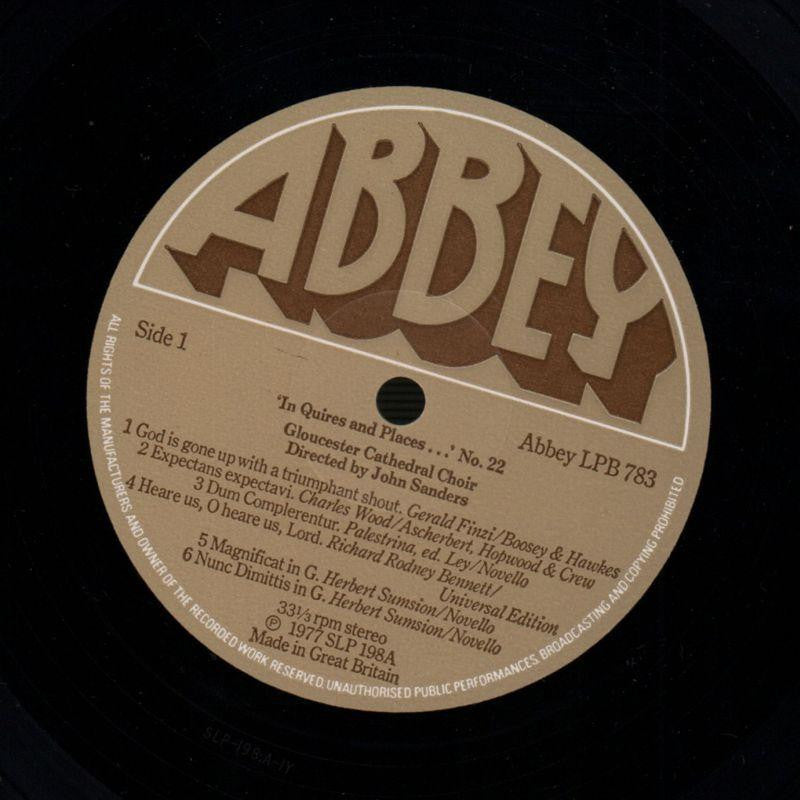 ABBEY
Side 1
Abbey LPB 783
'In Quires and Places . . .' No. 22
Gloucester Cathedral Choir
Directed by John Sanders
1 God is gone up with a triumphant shout. Gerald Finzi/Boosey & Hawkes
2 Expectans expectavi. Charles Wood/Ascherbert, Hopwood & Crew
3 Dum Complerentur. Palestrina, ed. Ley/Novello
4 Heare us, O heare us, Lord. Richard Rodney Bennett/
Universal Edition
5 Magnificat in G. Herbert Sumsion/Novello
6 Nunc Dimittis in G. Herbert Sumsion/Novello
33⅓ rpm stereo
℗ 1977 SLP 198A
Made in Great Britain
ALL RIGHTS OF THE MANUFACTURERS AND OWNER OF THE RECORDED WORK RESERVED. UNAUTHORISED PUBLIC PERFORMANCES, BROADCASTING AND COPYING PROHIBITED
SLP-198-A-1Y